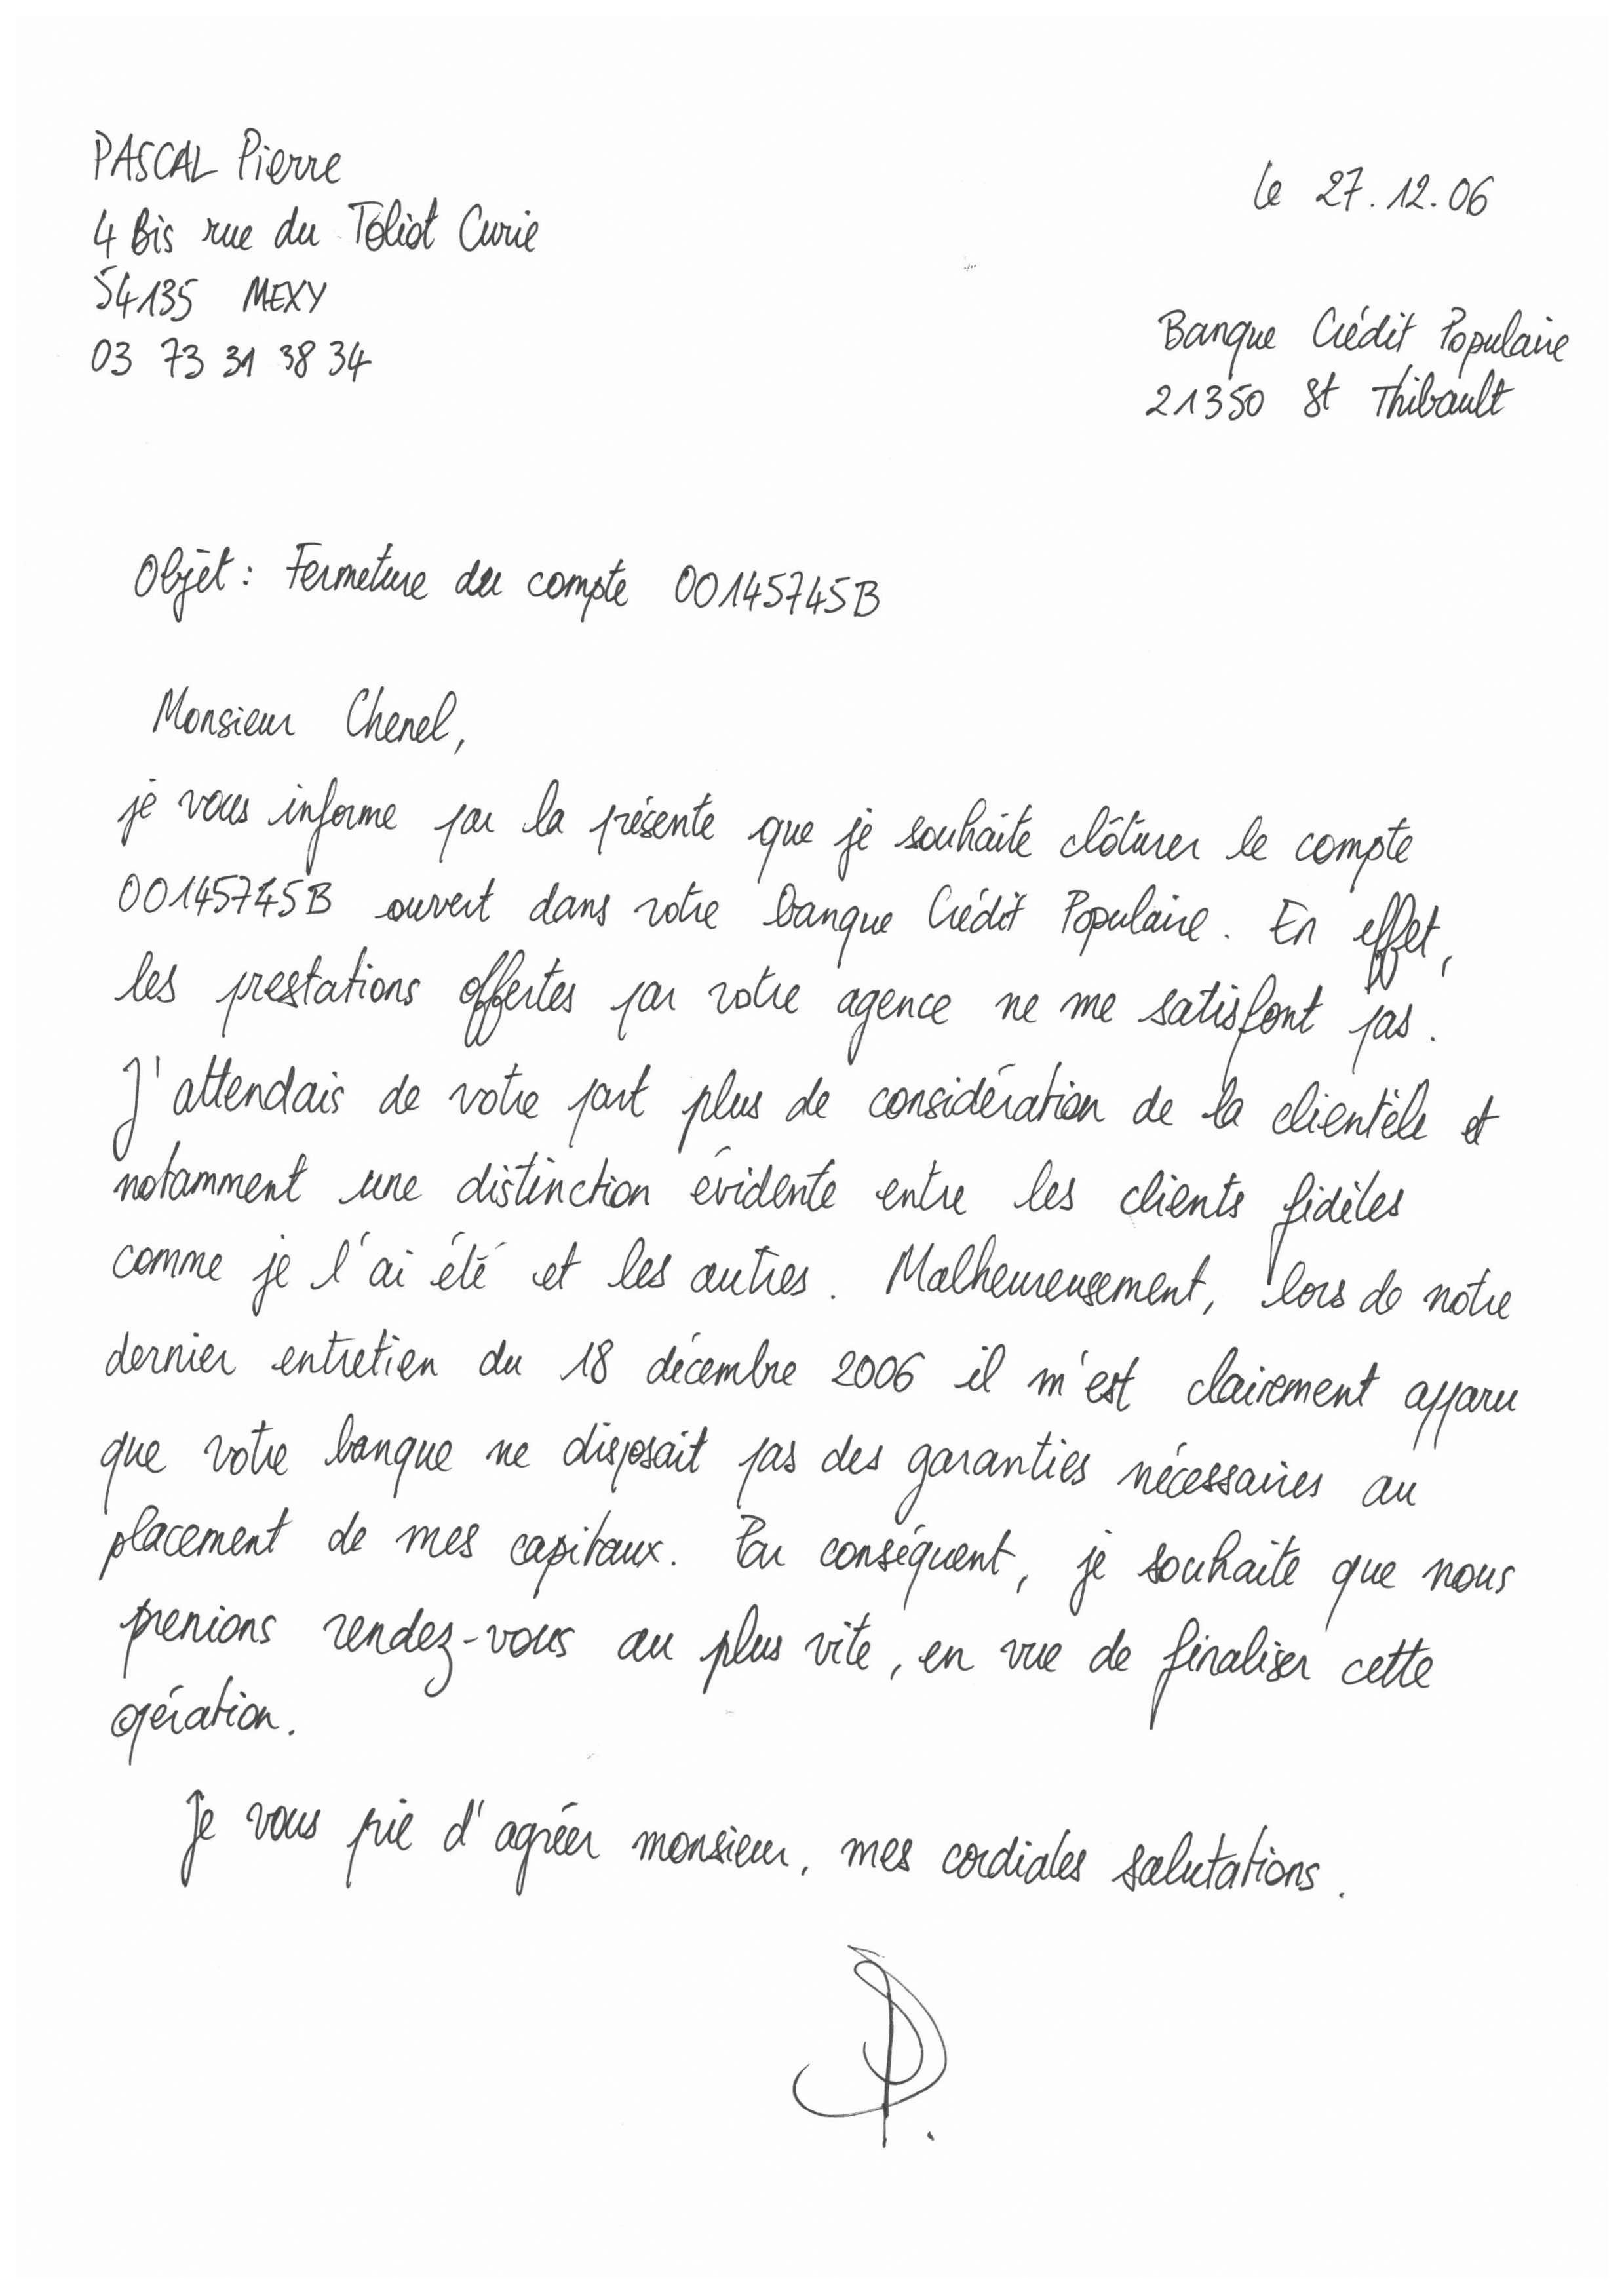 PASCAL Pierre
4 Bis rue du Toliot Curie
54135 MEXY
03 73 31 38 34
le 27.12.06
Banque Crédit Populaire
21350 St Thibault
Objet : Fermeture du compte 00145745B
Monsieur Chenel,
je vous informe par la présente que je souhaite clôturer le compte
00145745B ouvert dans votre banque Crédit Populaire. En effet,
les prestations offertes par votre agence ne me satisfont pas.
J'attendais de votre part plus de considération de la clientèle et
notamment une distinction évidente entre les clients fidèles
comme je l'ai été et les autres. Malheureusement, lors de notre
dernier entretien du 18 décembre 2006 il m'est clairement apparu
que votre banque ne disposait pas des garanties nécessaires au
placement de mes capitaux. Par conséquent, je souhaite que nous
prenions rendez-vous au plus vite, en vue de finaliser cette
opération.
Je vous prie d'agréer monsieur, mes cordiales salutations.